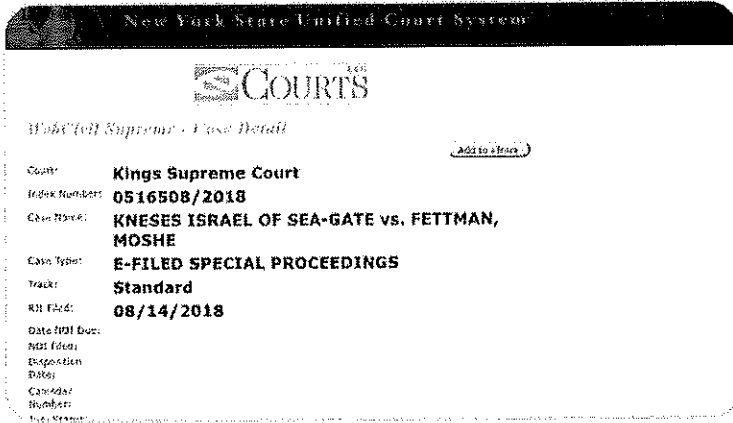 New York State Unified Court System
COURTS
WebCivil Supreme - Case Detail
Add to eTrack
Court: Kings Supreme Court
Index Number: 0516508/2018
Case Name: KNESES ISRAEL OF SEA-GATE vs. FETTMAN,
MOSHE
Case Type: E-FILED SPECIAL PROCEEDINGS
Track: Standard
RJI Filed: 08/14/2018
Date NOI Due:
NOI Filed:
Disposition
Date:
Calendar
Number: